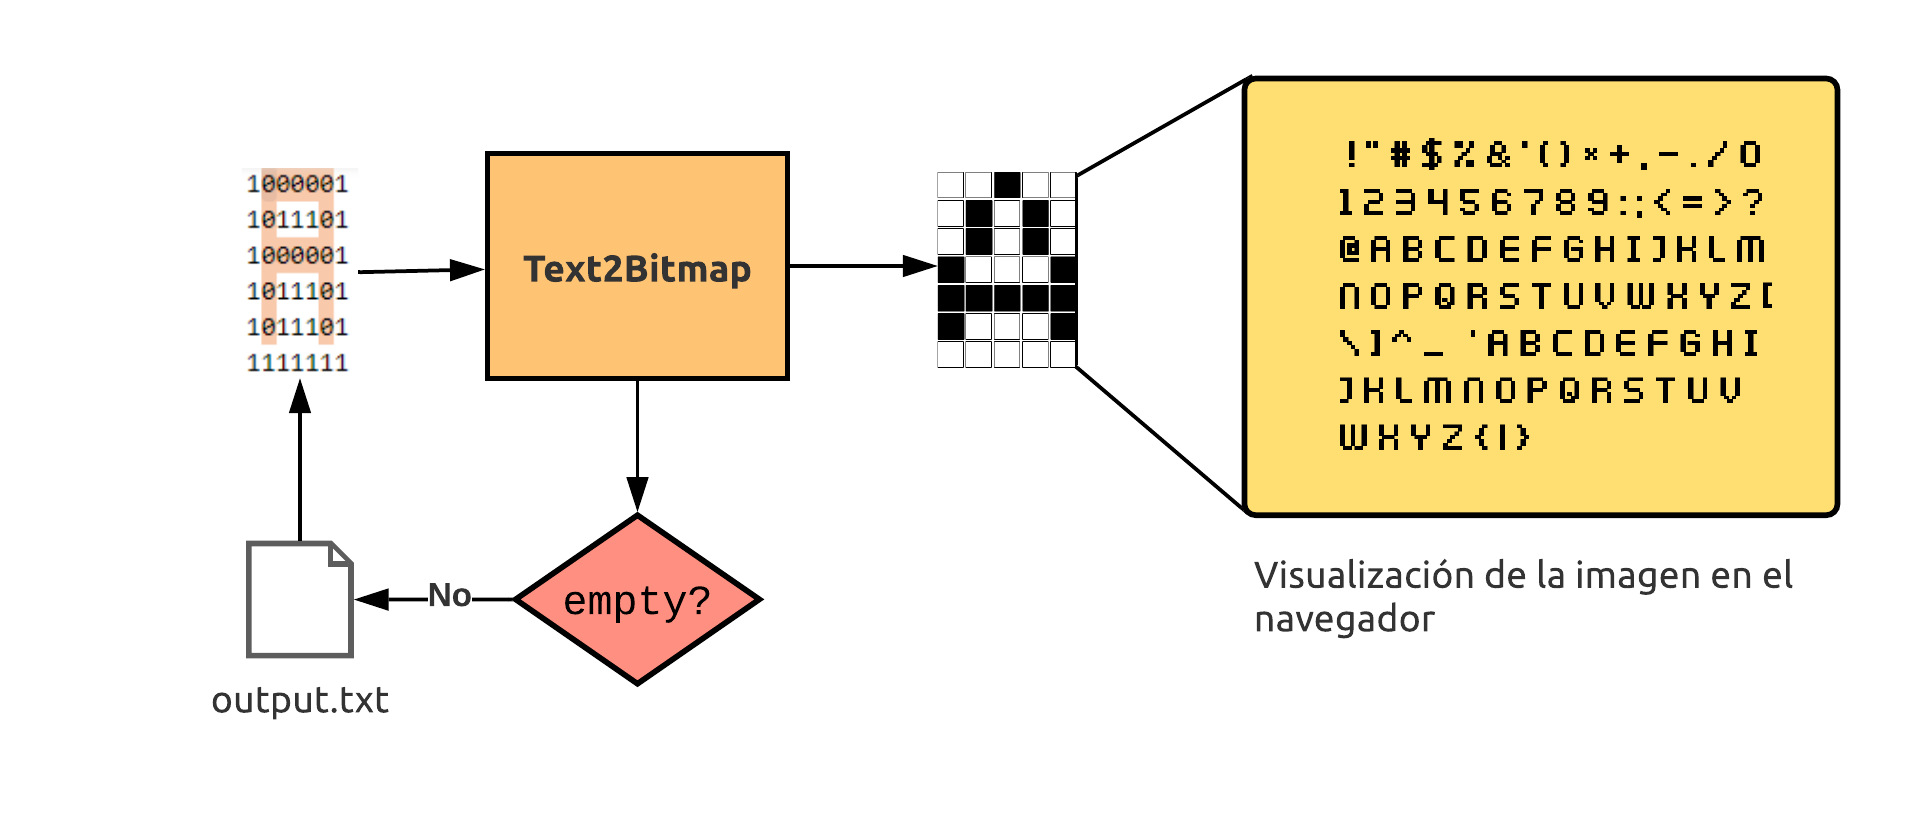 1000001
1011101
1000001
1011101
1011101
1111111
Text2Bitmap
empty?
No
output.txt
!"#$%&'()*+,-./0
123456789:;<=>?
@ABCDEFGHIJKLM
NOPQRSTUVWXYZ[
\]^_ 'ABCDEFGHI
JKLMNOPQRSTUV
WXYZ{|}
Visualización de la imagen en el
navegador